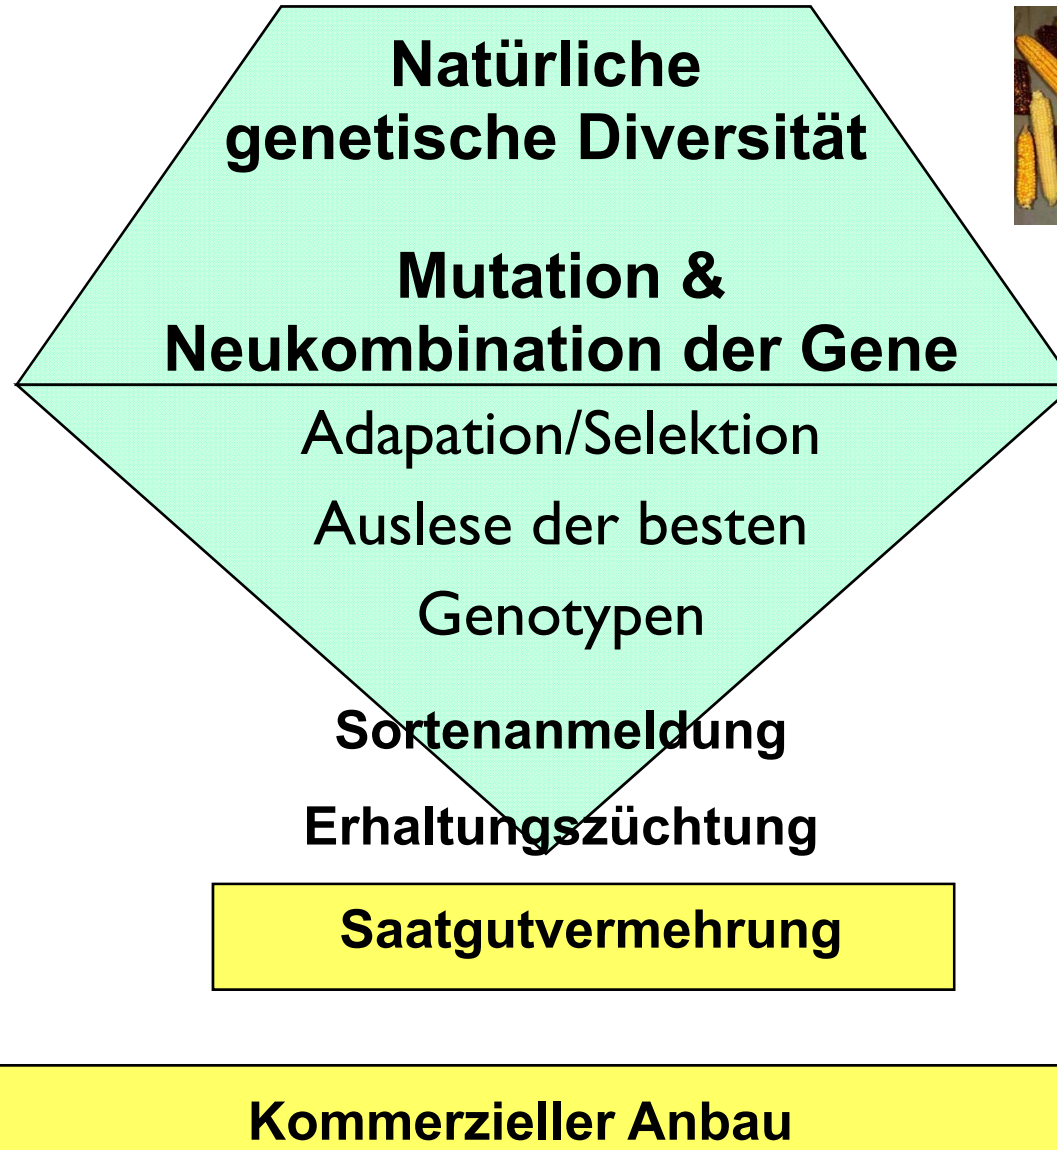 Natürliche
genetische Diversität
Mutation &
Neukombination der Gene
Adapation/Selektion
Auslese der besten
Genotypen
Sortenanmeldung
Erhaltungszüchtung
Saatgutvermehrung
Kommerzieller Anbau